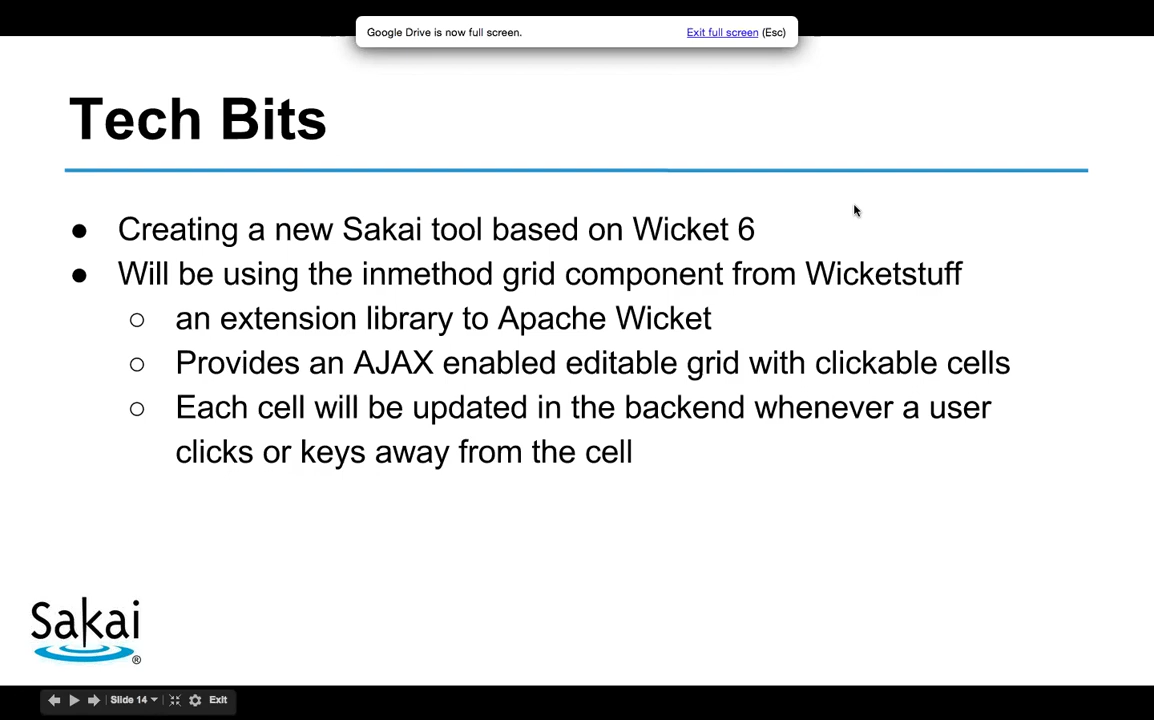 Google Drive is now full screen. Exit full screen (Esc)
Tech Bits
● Creating a new Sakai tool based on Wicket 6
● Will be using the inmethod grid component from Wicketstuff
○ an extension library to Apache Wicket
○ Provides an AJAX enabled editable grid with clickable cells
○ Each cell will be updated in the backend whenever a user
clicks or keys away from the cell
Sakai ®
Slide 14 Exit